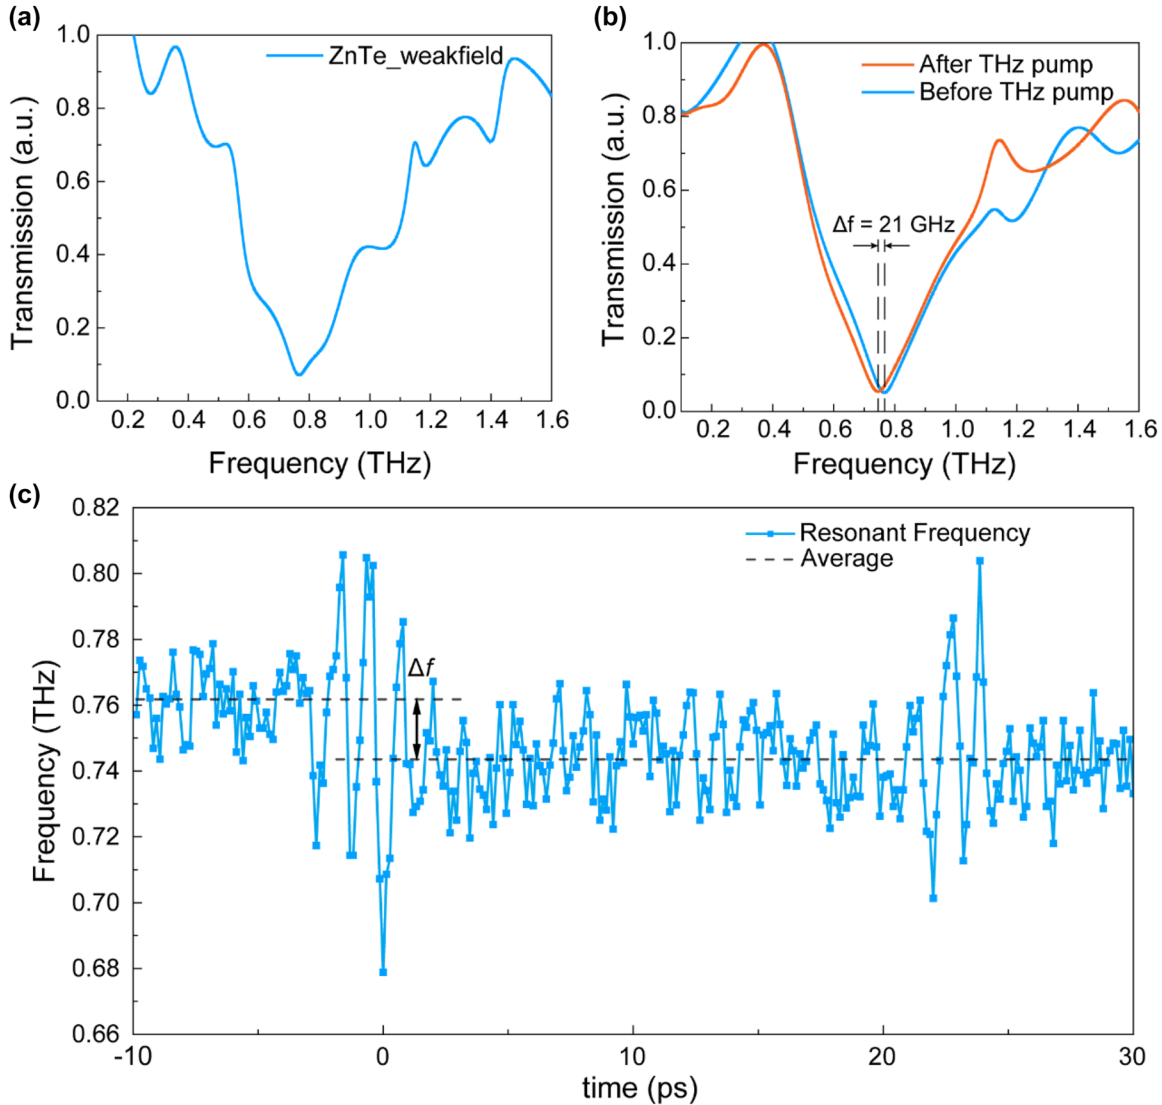 (a)
1.0
0.8
0.6
0.4
0.2
0.0
Transmission (a.u.)
ZnTe_weakfield
0.2 0.4 0.6 0.8 1.0 1.2 1.4 1.6
Frequency (THz)
(b)
1.0
0.8
0.6
0.4
0.2
0.0
Transmission (a.u.)
After THz pump
Before THz pump
Δf = 21 GHz
0.2 0.4 0.6 0.8 1.0 1.2 1.4 1.6
Frequency (THz)
(c)
0.82
0.80
0.78
0.76
0.74
0.72
0.70
0.68
0.66
Frequency (THz)
Resonant Frequency
Average
Δf
-10 0 10 20 30
time (ps)